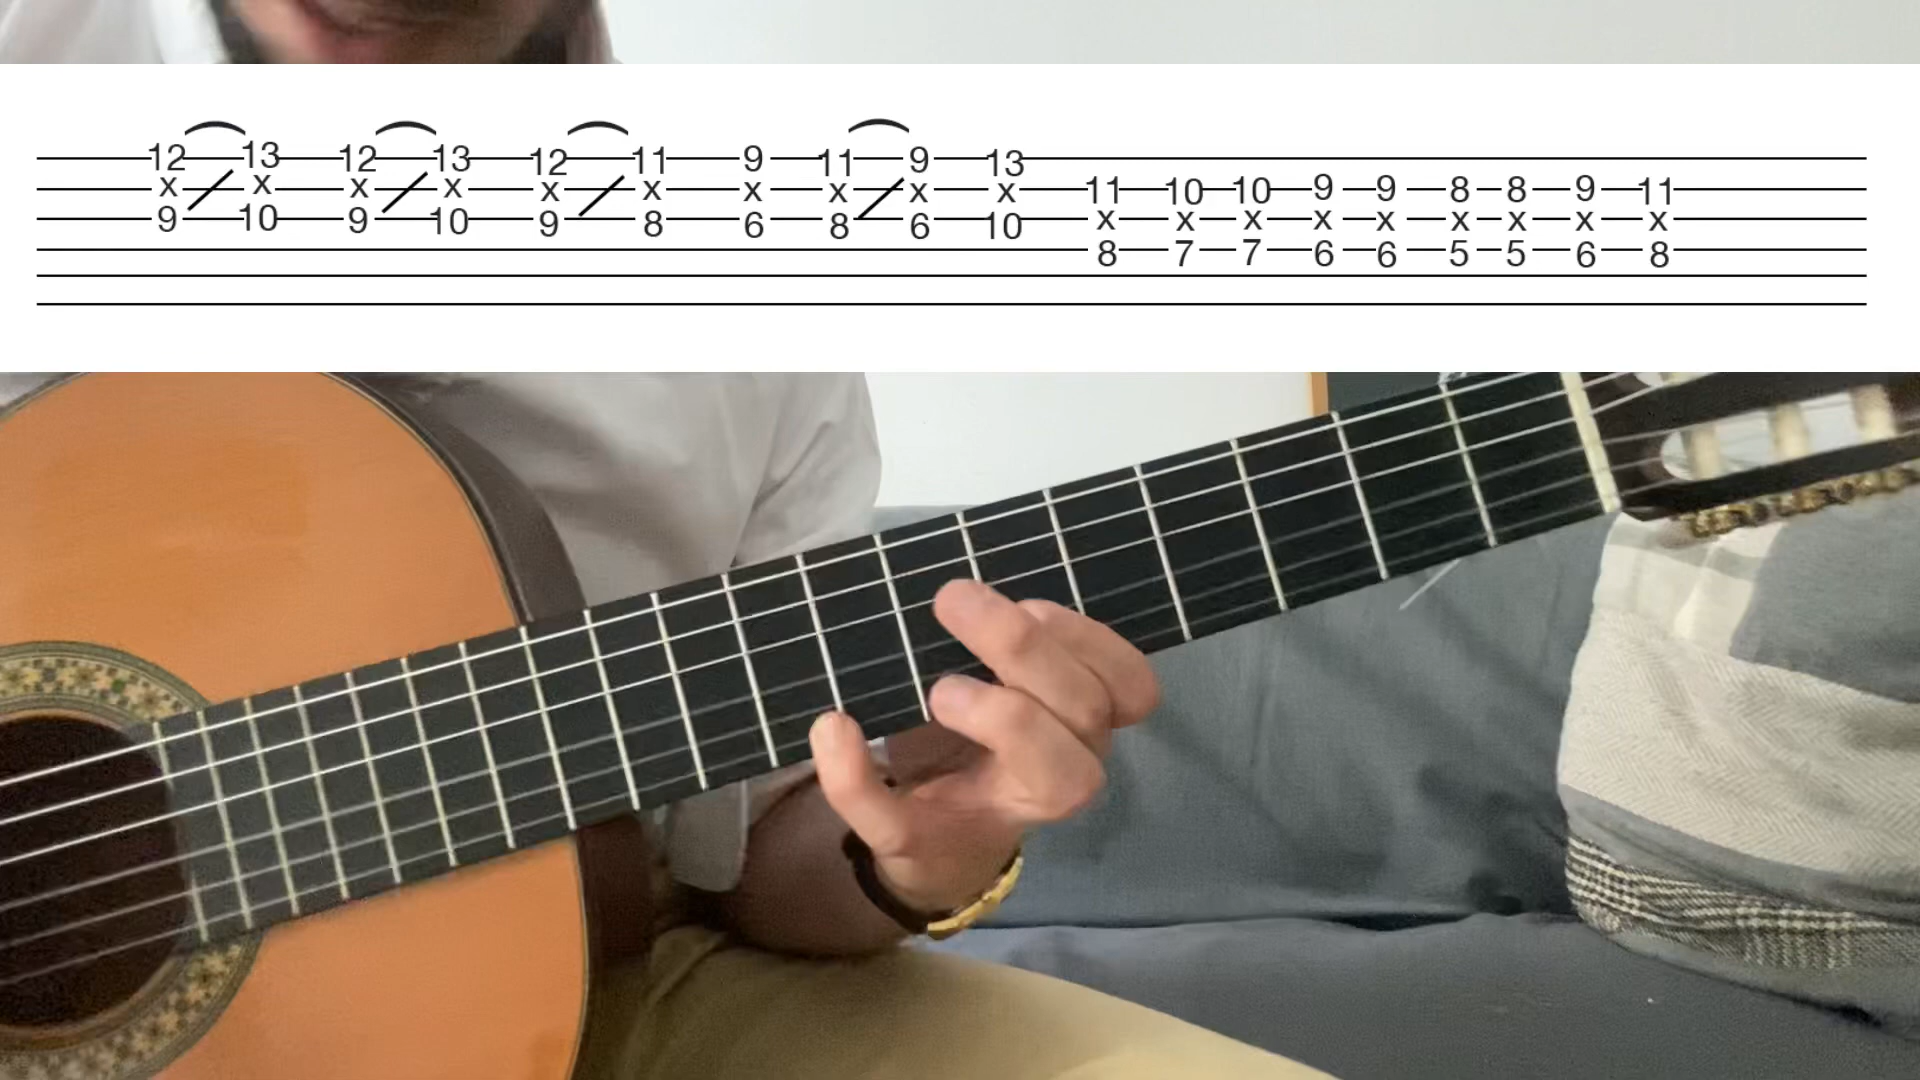 12 13 12 13 12 11 9 11 9 13
x x x x x x x x x x 11 10 10 9 9 8 8 9 11
9 10 9 10 9 8 6 8 6 10 x x x x x x x x x
8 7 7 6 6 5 5 6 8